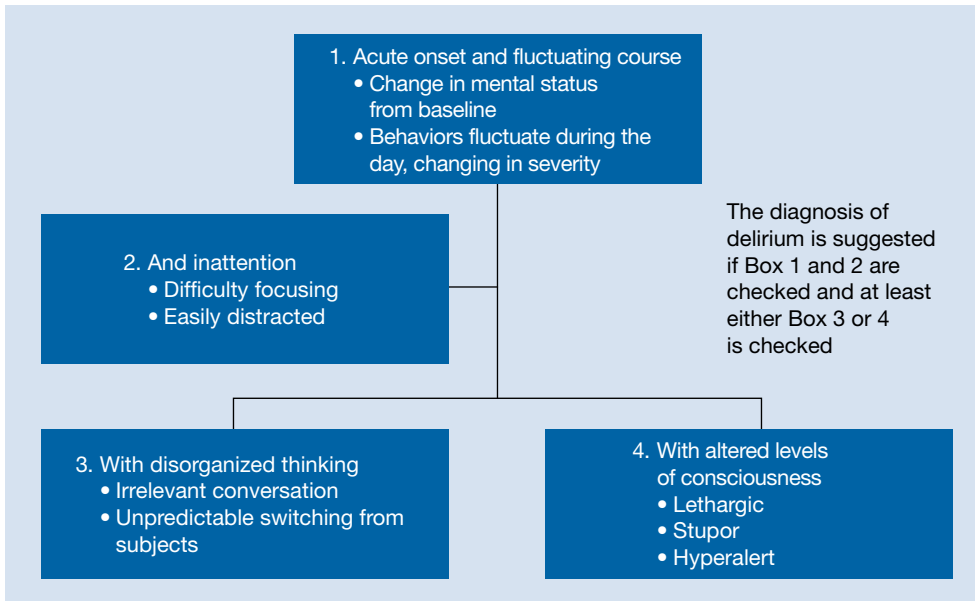 1. Acute onset and fluctuating course
• Change in mental status
from baseline
• Behaviors fluctuate during the
day, changing in severity
2. And inattention
• Difficulty focusing
• Easily distracted
The diagnosis of
delirium is suggested
if Box 1 and 2 are
checked and at least
either Box 3 or 4
is checked
3. With disorganized thinking
• Irrelevant conversation
• Unpredictable switching from
subjects
4. With altered levels
of consciousness
• Lethargic
• Stupor
• Hyperalert